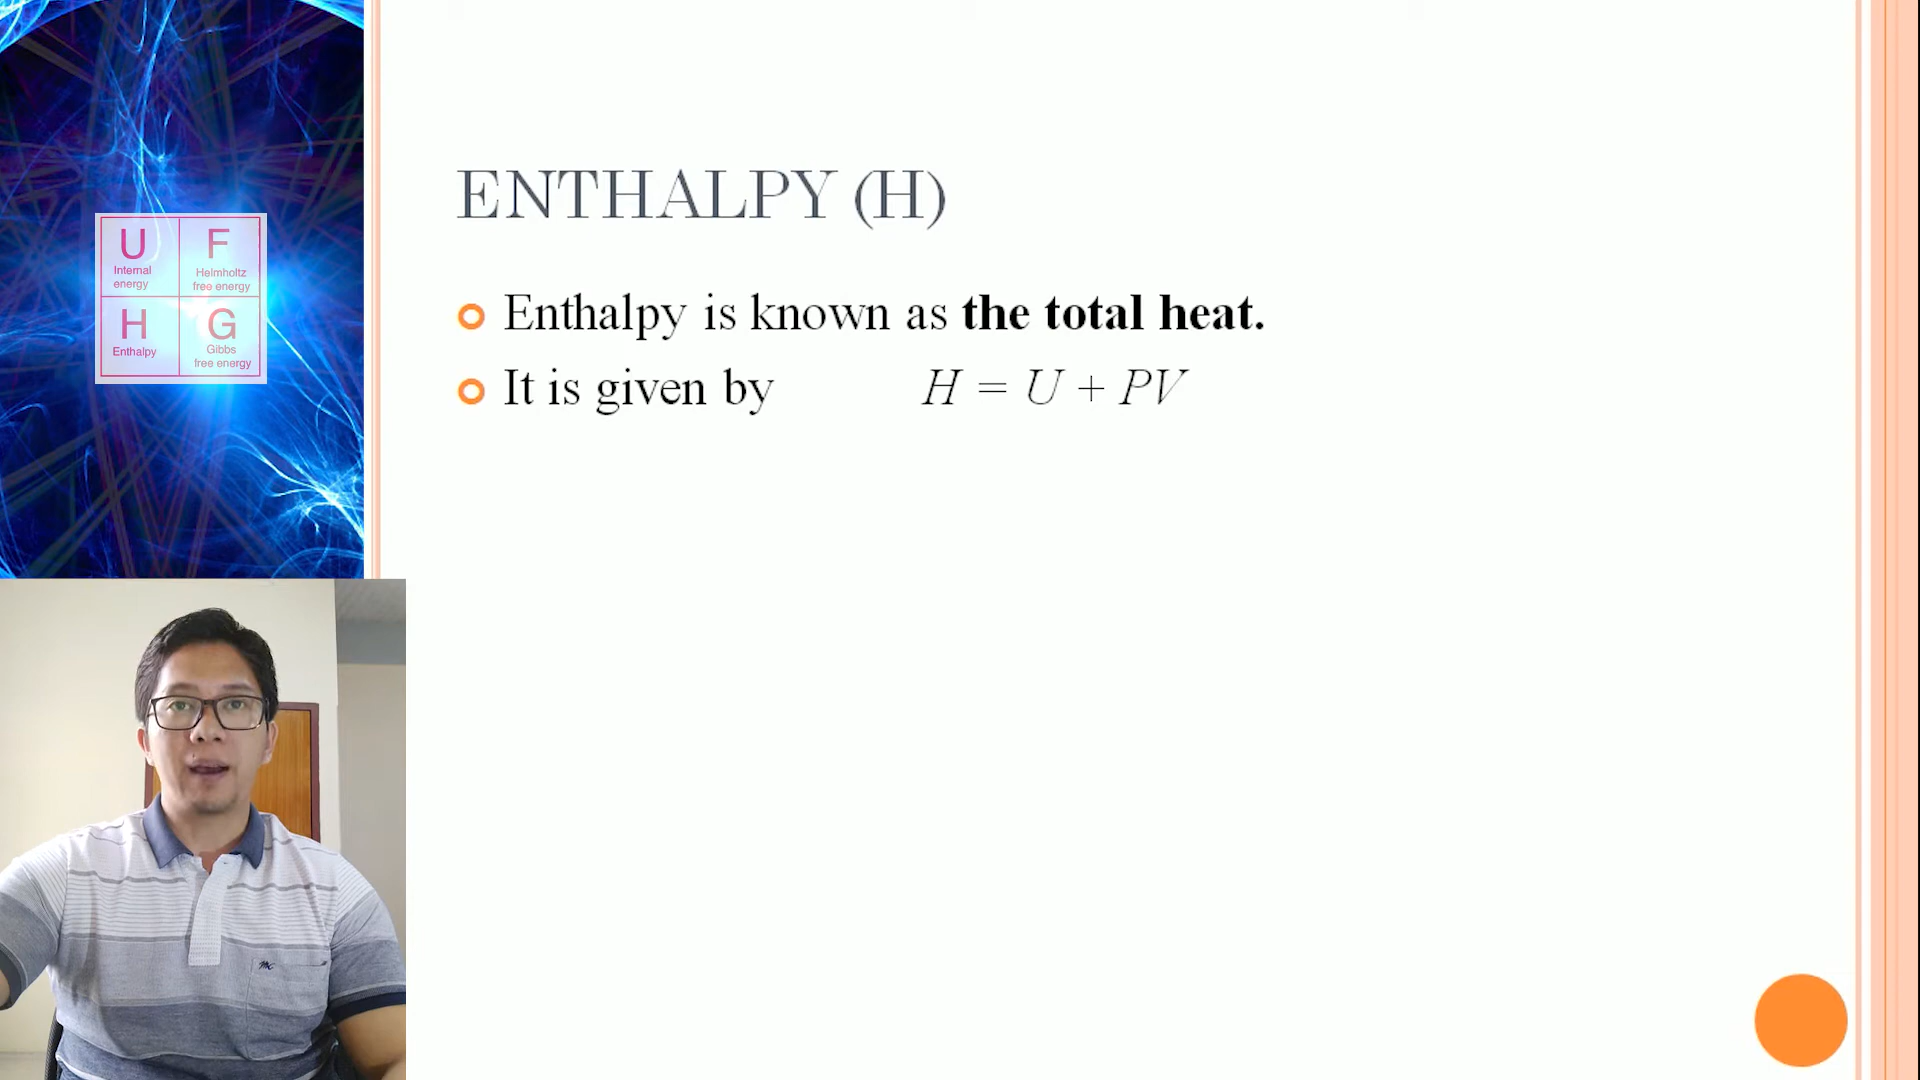 U
Internal
energy
F
Helmholtz
free energy
H
Enthalpy
G
Gibbs
free energy
ENTHALPY (H)
Enthalpy is known as the total heat.
It is given by H = U + PV